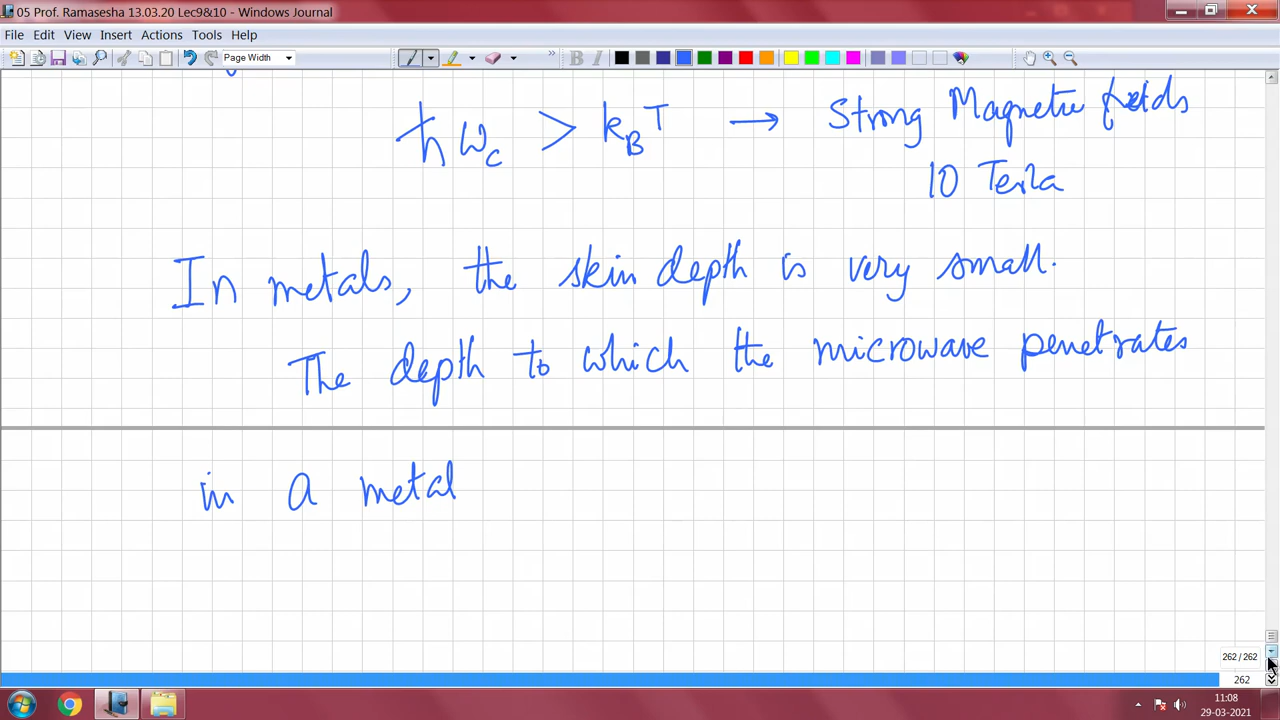 05 Prof. Ramasesha 13.03.20 Lec9&10 - Windows Journal
File Edit View Insert Actions Tools Help
Page Width
ħ ω_c > k_B T → Strong Magnetic fields
10 Tesla
In metals, the skin depth is very small.
The depth to which the microwave penetrates
in a metal
262 / 262
262
11:08
29-03-2021